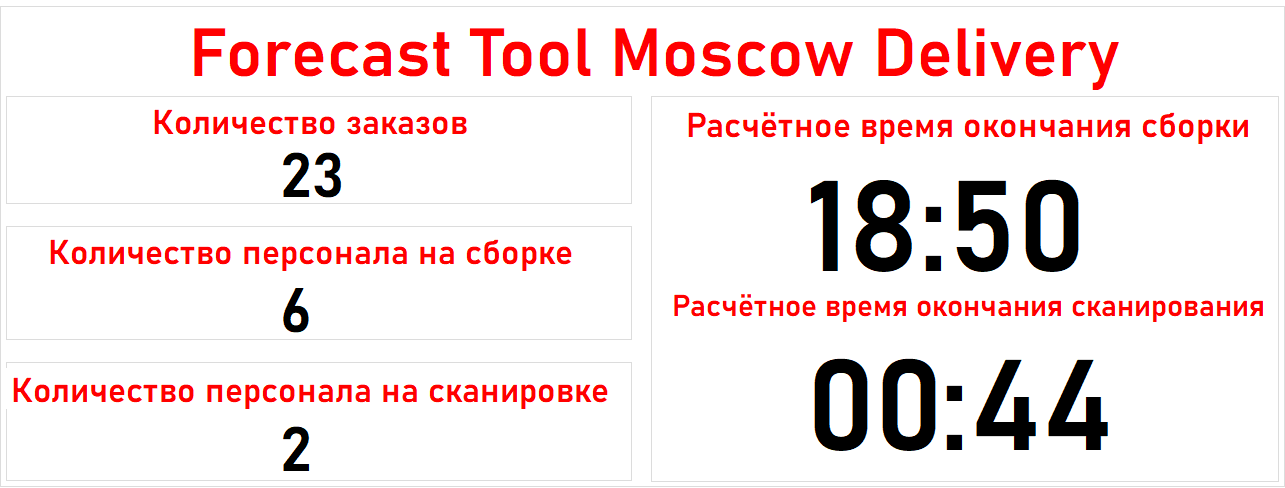 Forecast Tool Moscow Delivery
Количество заказов
23
Количество персонала на сборке
6
Количество персонала на сканировке
2
Расчётное время окончания сборки
18:50
Расчётное время окончания сканирования
00:44